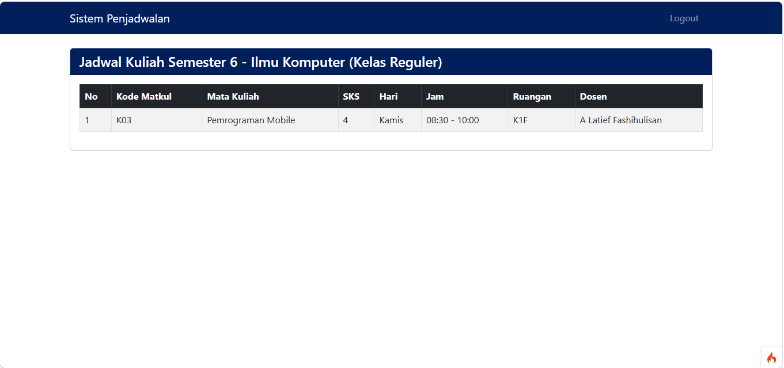 Sistem Penjadwalan Logout
Jadwal Kuliah Semester 6 - Ilmu Komputer (Kelas Reguler)
No Kode Matkul Mata Kuliah SKS Hari Jam Ruangan Dosen
1 K03 Pemrograman Mobile 4 Kamis 08:30 - 10:00 K1F A Latief Fashihulisan